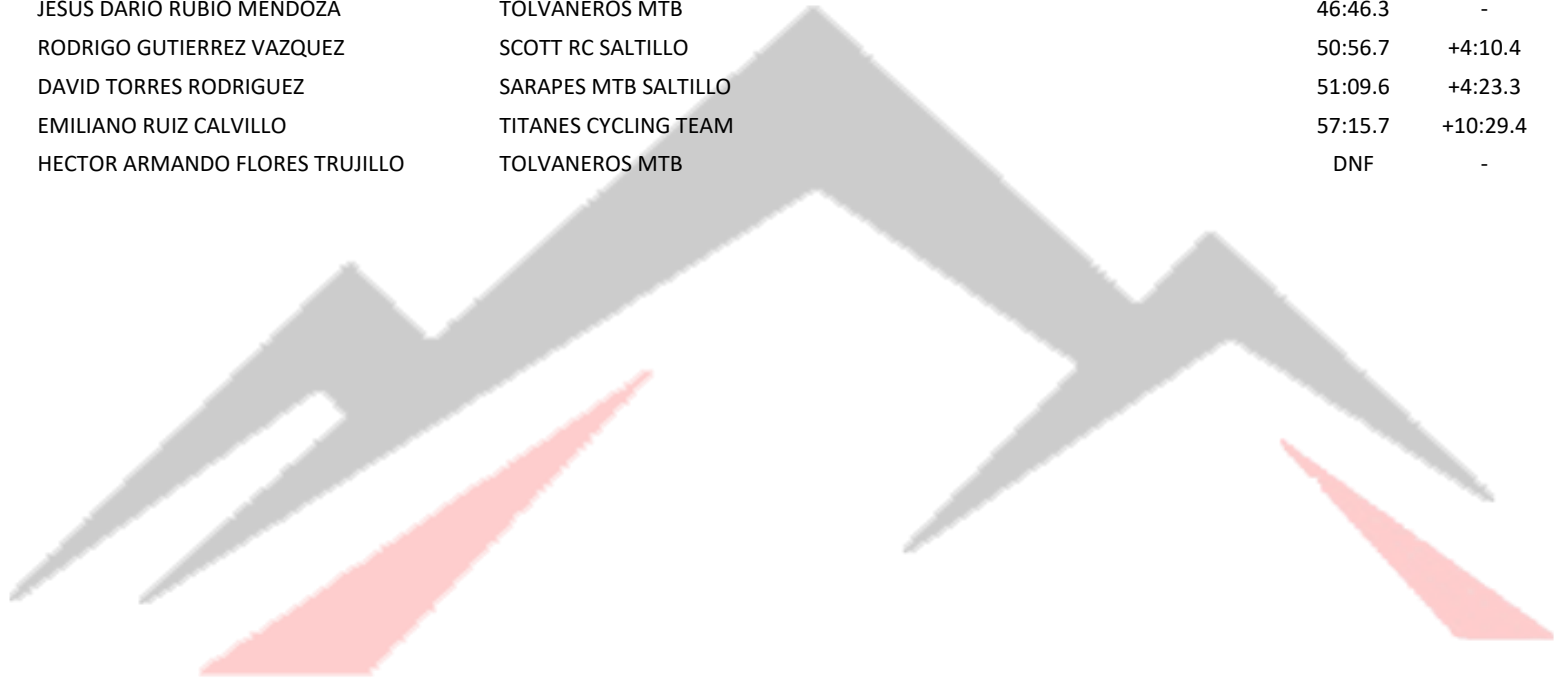 JESUS DARIO RUBIO MENDOZA TOLVANEROS MTB 46:46.3 -
RODRIGO GUTIERREZ VAZQUEZ SCOTT RC SALTILLO 50:56.7 +4:10.4
DAVID TORRES RODRIGUEZ SARAPES MTB SALTILLO 51:09.6 +4:23.3
EMILIANO RUIZ CALVILLO TITANES CYCLING TEAM 57:15.7 +10:29.4
HECTOR ARMANDO FLORES TRUJILLO TOLVANEROS MTB DNF -